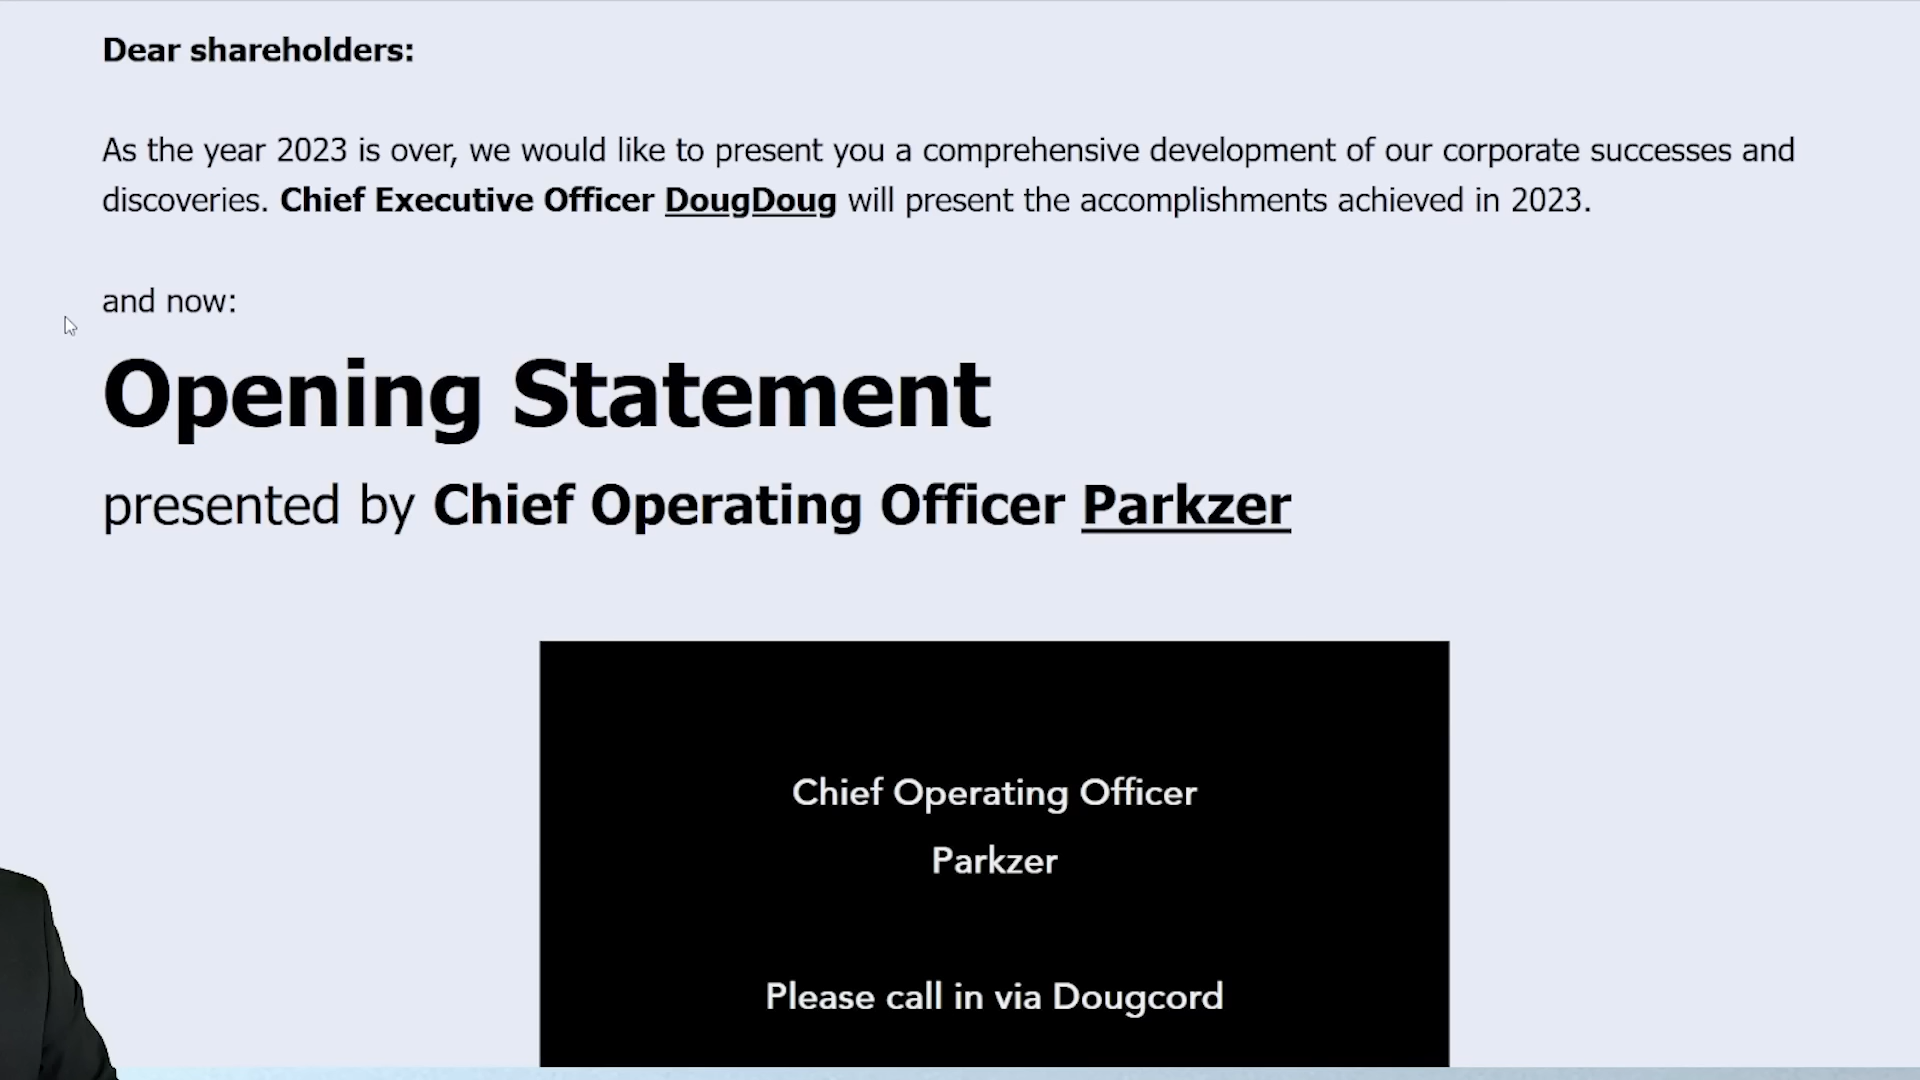 Dear shareholders:
As the year 2023 is over, we would like to present you a comprehensive development of our corporate successes and
discoveries. Chief Executive Officer DougDoug will present the accomplishments achieved in 2023.
and now:
Opening Statement
presented by Chief Operating Officer Parkzer
Chief Operating Officer
Parkzer
Please call in via Dougcord